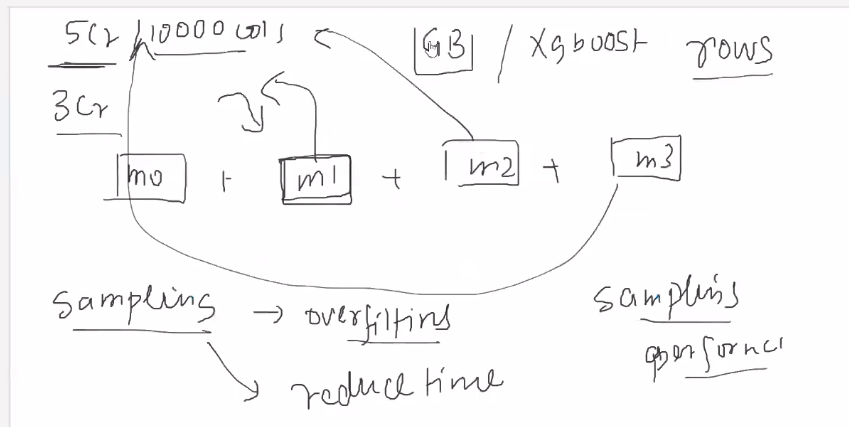 5Cr / 10000 cols GB / Xgboost rows
3Cr
m0 + m1 + m2 + m3
sampling → overfitting sampling
performance
reduce time